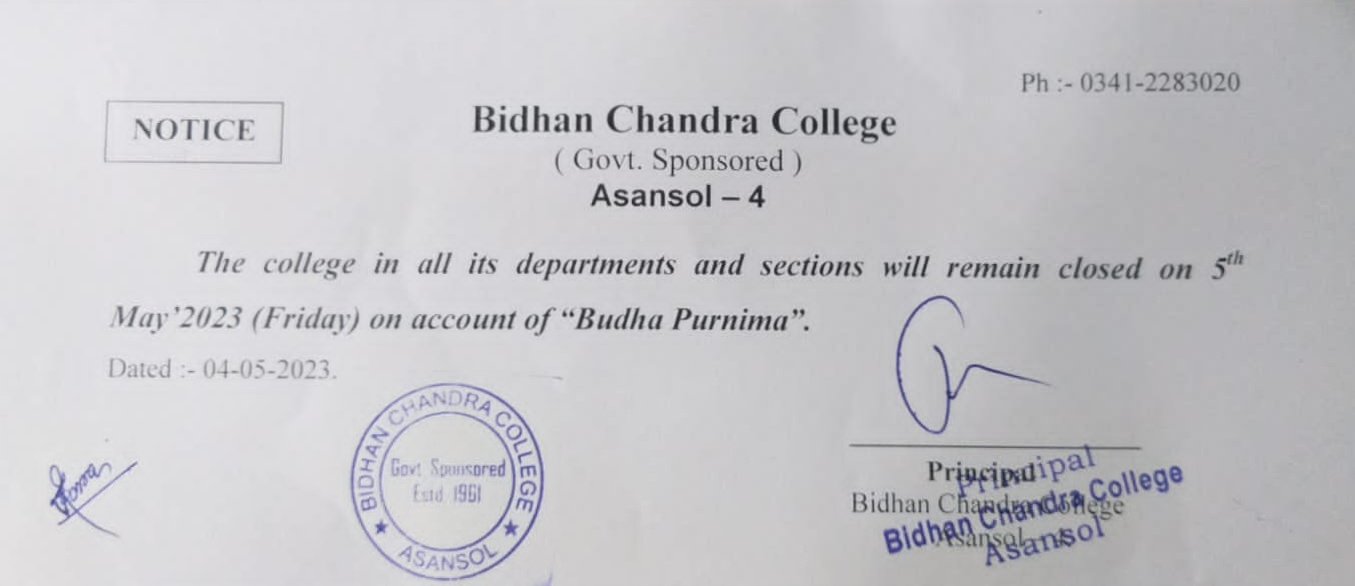 Ph :- 0341-2283020
NOTICE
Bidhan Chandra College
( Govt. Sponsored )
Asansol – 4
The college in all its departments and sections will remain closed on 5th
May’2023 (Friday) on account of “Budha Purnima”.
Dated :- 04-05-2023.
BIDHAN CHANDRA COLLEGE
Govt Sponsored
Estd 1961
ASANSOL
Principal
Bidhan Chandra College
Asansol
Principal
Bidhan Chandra College
Asansol